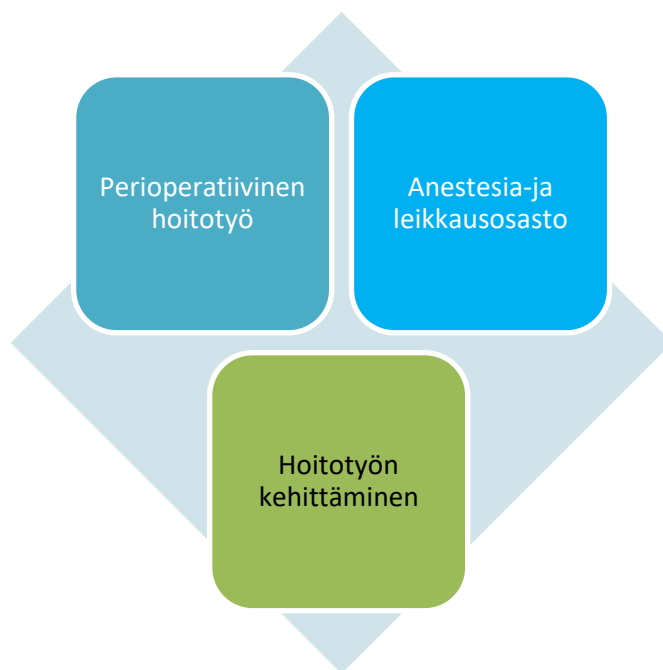 Perioperatiivinen
hoitotyö
Anestesia-ja
leikkausosasto
Hoitotyön
kehittäminen